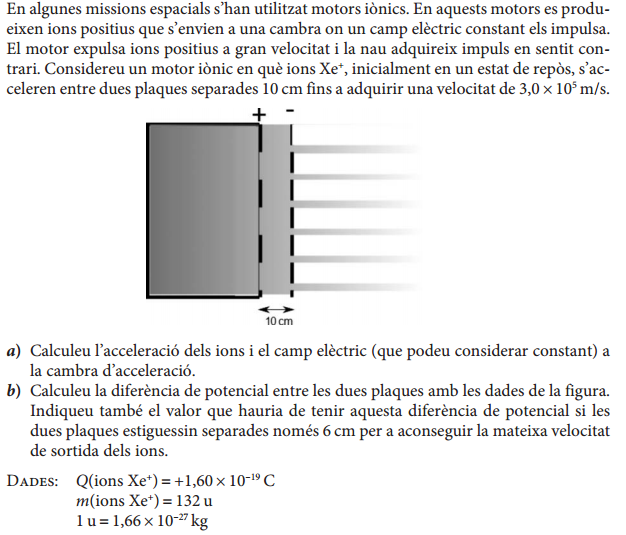 En algunes missions espacials s'han utilitzat motors iònics. En aquests motors es produ-
eixen ions positius que s'envien a una cambra on un camp elèctric constant els impulsa.
El motor expulsa ions positius a gran velocitat i la nau adquireix impuls en sentit con-
trari. Considereu un motor iònic en què ions Xe⁺, inicialment en un estat de repòs, s'ac-
celeren entre dues plaques separades 10 cm fins a adquirir una velocitat de 3,0 × 10⁵ m/s.
+ -
10 cm
a) Calculeu l'acceleració dels ions i el camp elèctric (que podeu considerar constant) a
la cambra d'acceleració.
b) Calculeu la diferència de potencial entre les dues plaques amb les dades de la figura.
Indiqueu també el valor que hauria de tenir aquesta diferència de potencial si les
dues plaques estiguessin separades només 6 cm per a aconseguir la mateixa velocitat
de sortida dels ions.
DADES: Q(ions Xe⁺) = +1,60 × 10⁻¹⁹ C
m(ions Xe⁺) = 132 u
1 u = 1,66 × 10⁻²⁷ kg